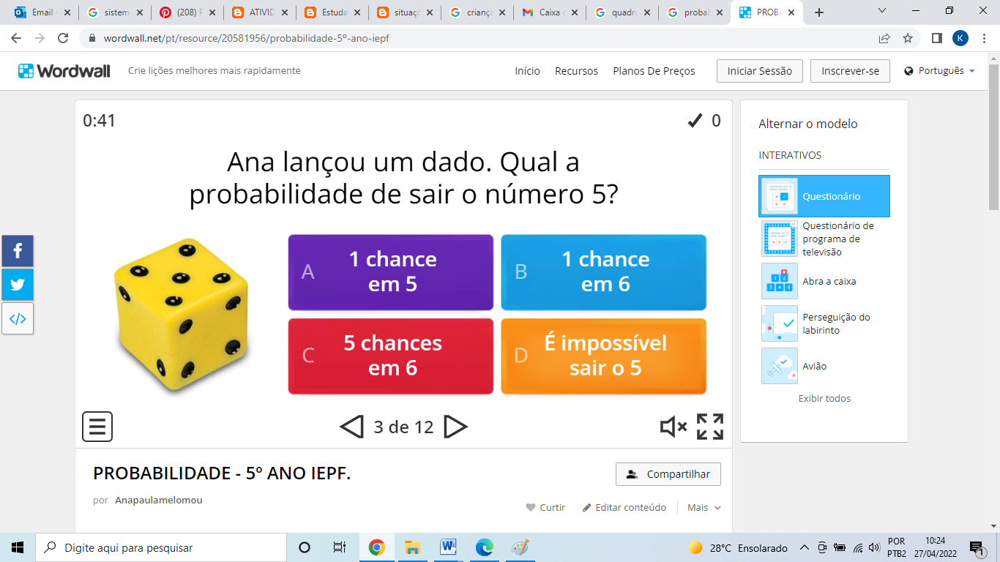 Email -
sistem
(208) P
ATIVID
Estuda
situaçõ
criança
Caixa d
quadro
probal
PROBA
wordwall.net/pt/resource/20581956/probabilidade-5º-ano-iepf
K
Wordwall
Crie lições melhores mais rapidamente
Início
Recursos
Planos De Preços
Iniciar Sessão
Inscrever-se
Português
0:41
0
Ana lançou um dado. Qual a
probabilidade de sair o número 5?
A
1 chance
em 5
B
1 chance
em 6
C
5 chances
em 6
D
É impossível
sair o 5
3 de 12
Alternar o modelo
INTERATIVOS
Questionário
Questionário de
programa de
televisão
Abra a caixa
Perseguição do
labirinto
Avião
Exibir todos
PROBABILIDADE - 5º ANO IEPF.
Compartilhar
por Anapaulamelomou
Curtir
Editar conteúdo
Mais
Digite aqui para pesquisar
28°C Ensolarado
POR
PTB2
10:24
27/04/2022
1